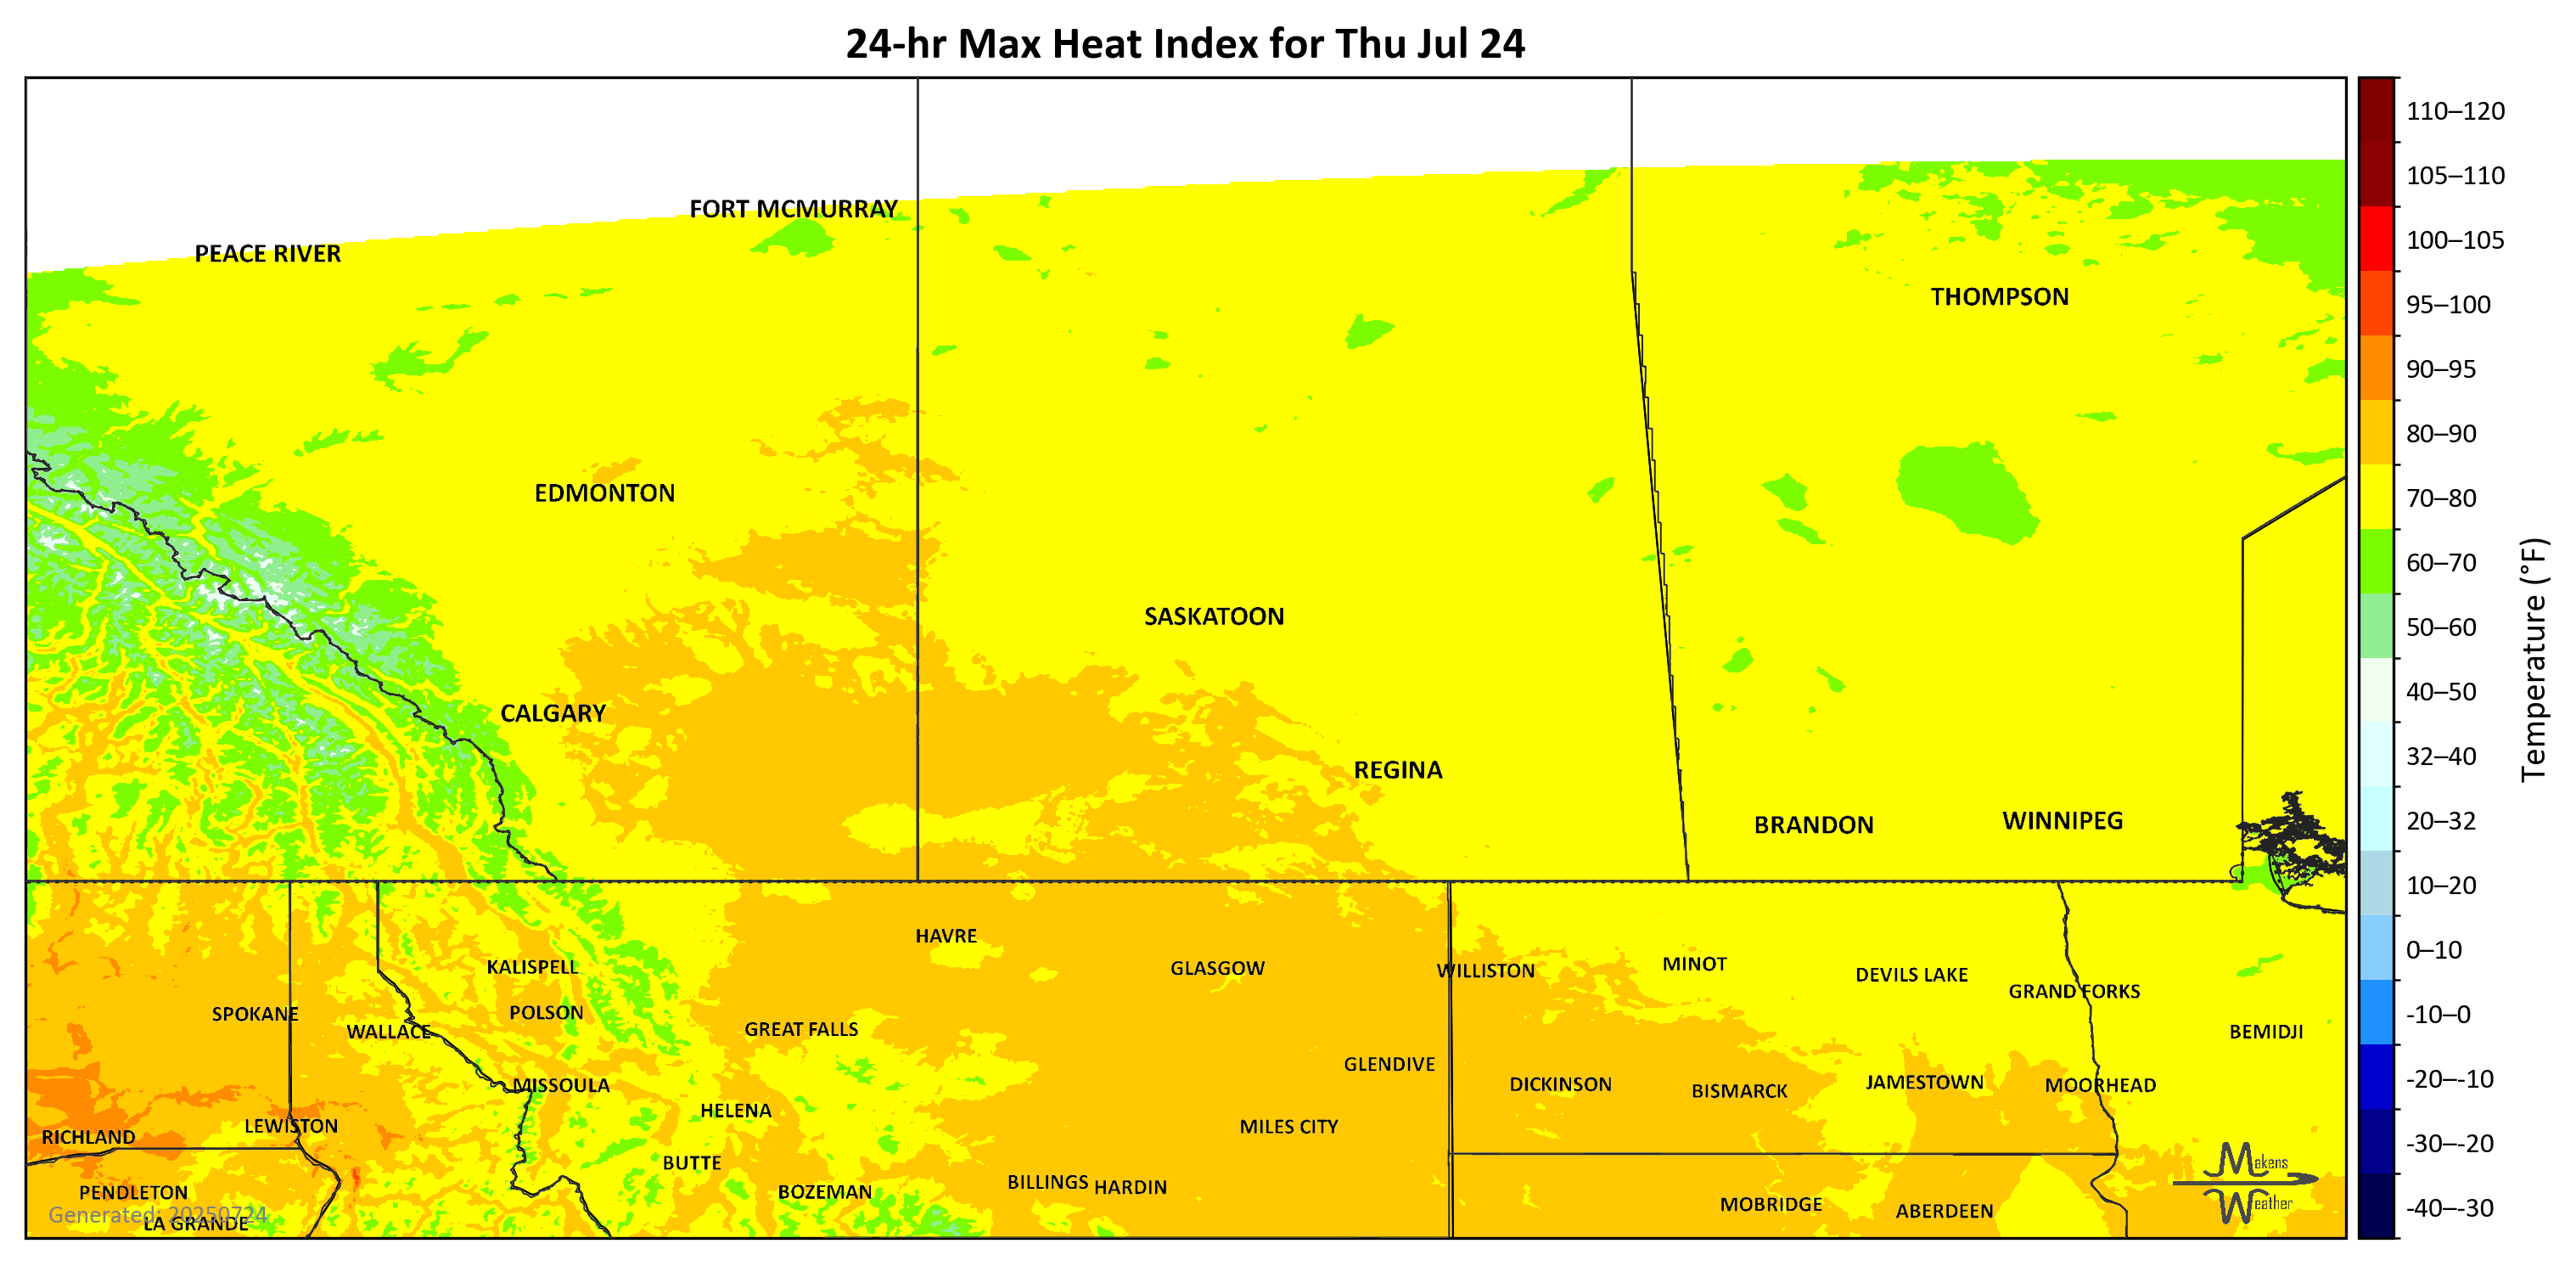 24-hr Max Heat Index for Thu Jul 24
FORT MCMURRAY
PEACE RIVER
THOMPSON
EDMONTON
SASKATOON
CALGARY
REGINA
BRANDON
WINNIPEG
HAVRE
KALISPELL
GLASGOW
WILLISTON
MINOT
DEVILS LAKE
GRAND FORKS
SPOKANE
POLSON
WALLACE
GREAT FALLS
BEMIDJI
GLENDIVE
MISSOULA
DICKINSON
BISMARCK
JAMESTOWN
MOORHEAD
HELENA
LEWISTON
MILES CITY
RICHLAND
BUTTE
BILLINGS
HARDIN
PENDLETON
BOZEMAN
MOBRIDGE
ABERDEEN
LA GRANDE
Generated: 20250724
Makens
Weather
110–120
105–110
100–105
95–100
90–95
80–90
70–80
60–70
50–60
40–50
32–40
20–32
10–20
0–10
-10–0
-20–-10
-30–-20
-40–-30
Temperature (°F)